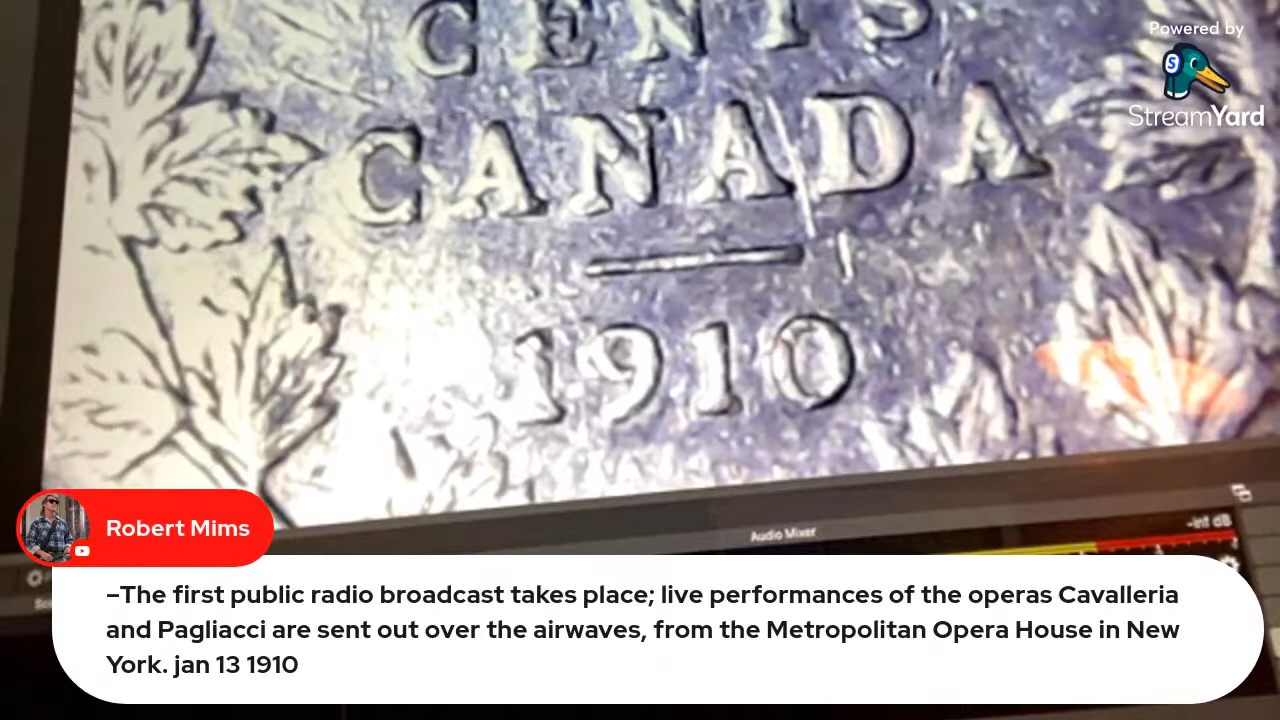 CENTS
CANADA
1910
Powered by
S
StreamYard
Robert Mims
Audio Mixer
-inf dB
–The first public radio broadcast takes place; live performances of the operas Cavalleria
and Pagliacci are sent out over the airwaves, from the Metropolitan Opera House in New
York. jan 13 1910